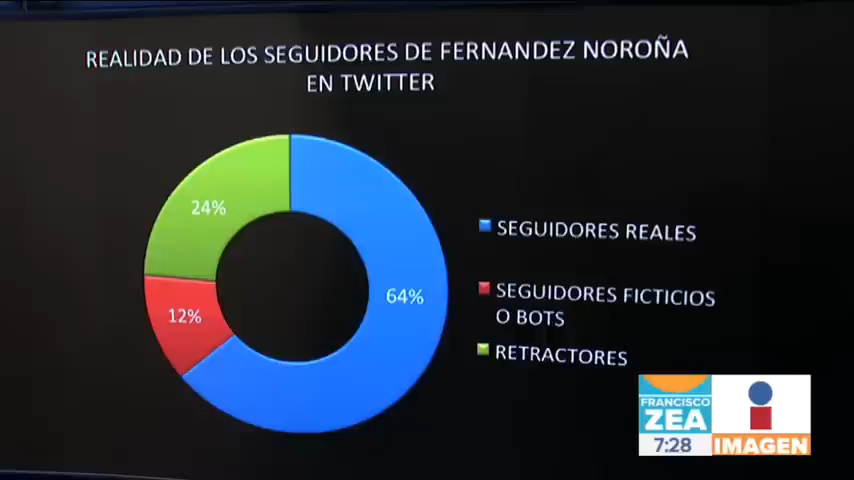 REALIDAD DE LOS SEGUIDORES DE FERNANDEZ NOROÑA
EN TWITTER
24%
12%
64%
SEGUIDORES REALES
SEGUIDORES FICTICIOS
O BOTS
RETRACTORES
FRANCISCO
ZEA
7:28
IMAGEN